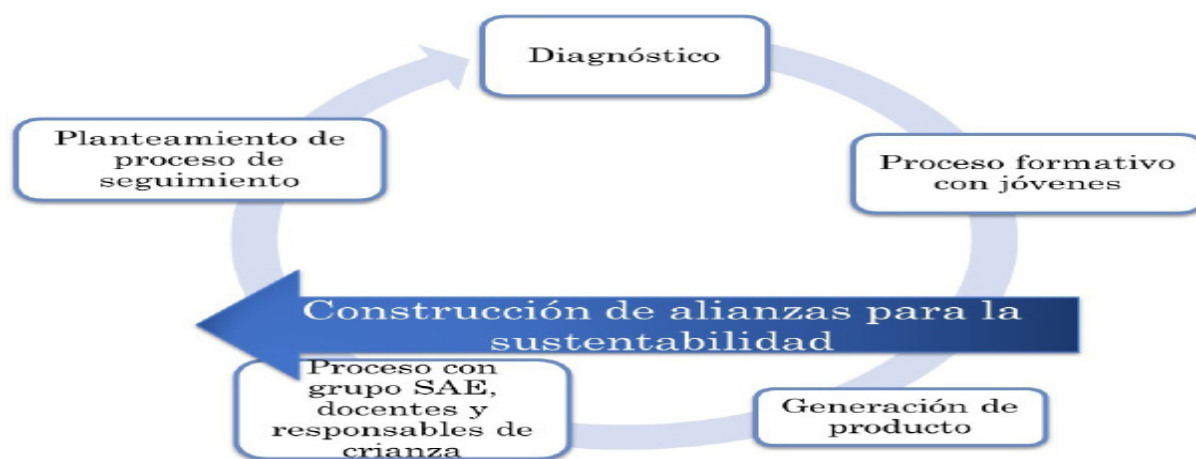 Diagnóstico
Proceso formativo
con jóvenes
Generación de
producto
Proceso con
grupo SAE,
docentes y
responsables de
crianza
Planteamiento de
proceso de
seguimiento
Construcción de alianzas para la
sustentabilidad